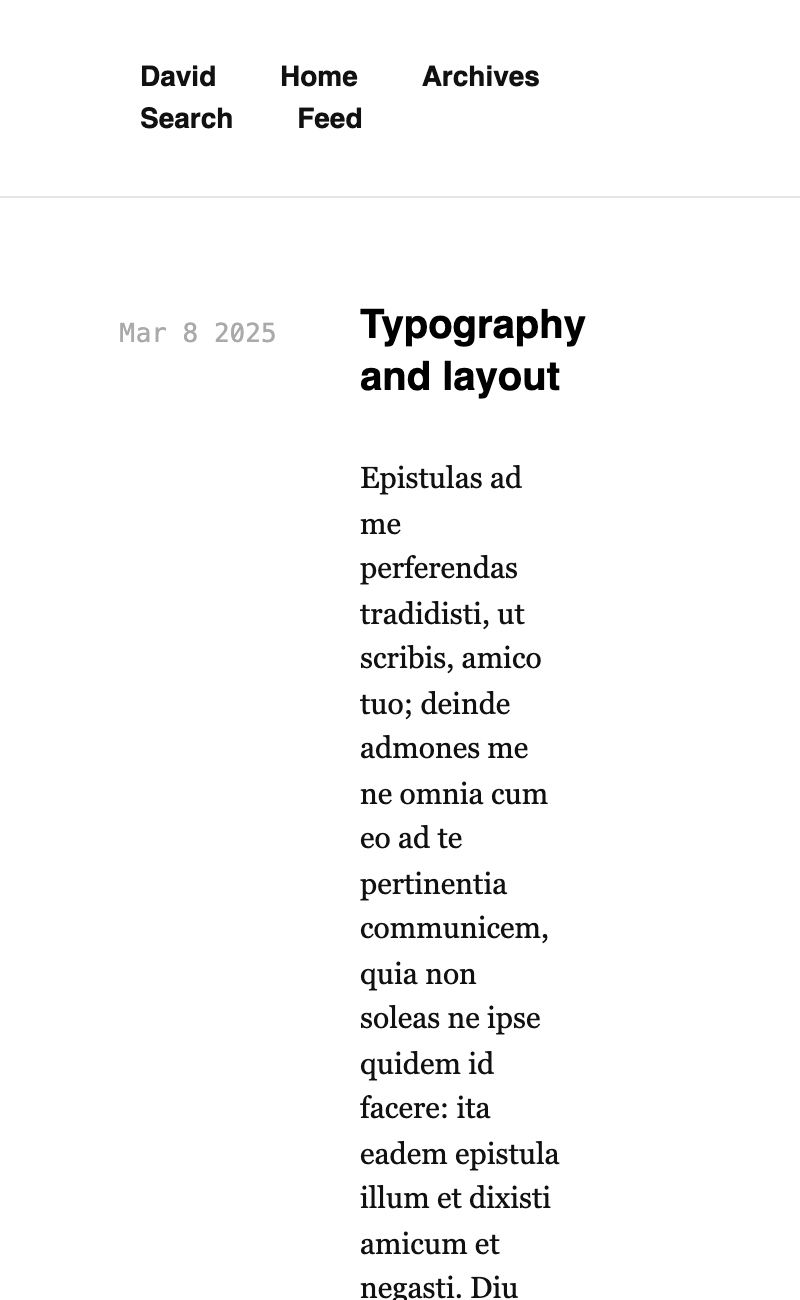 David Home Archives
Search Feed
Mar 8 2025
Typography
and layout
Epistulas ad
me
perferendas
tradidisti, ut
scribis, amico
tuo; deinde
admones me
ne omnia cum
eo ad te
pertinentia
communicem,
quia non
soleas ne ipse
quidem id
facere: ita
eadem epistula
illum et dixisti
amicum et
negasti. Diu